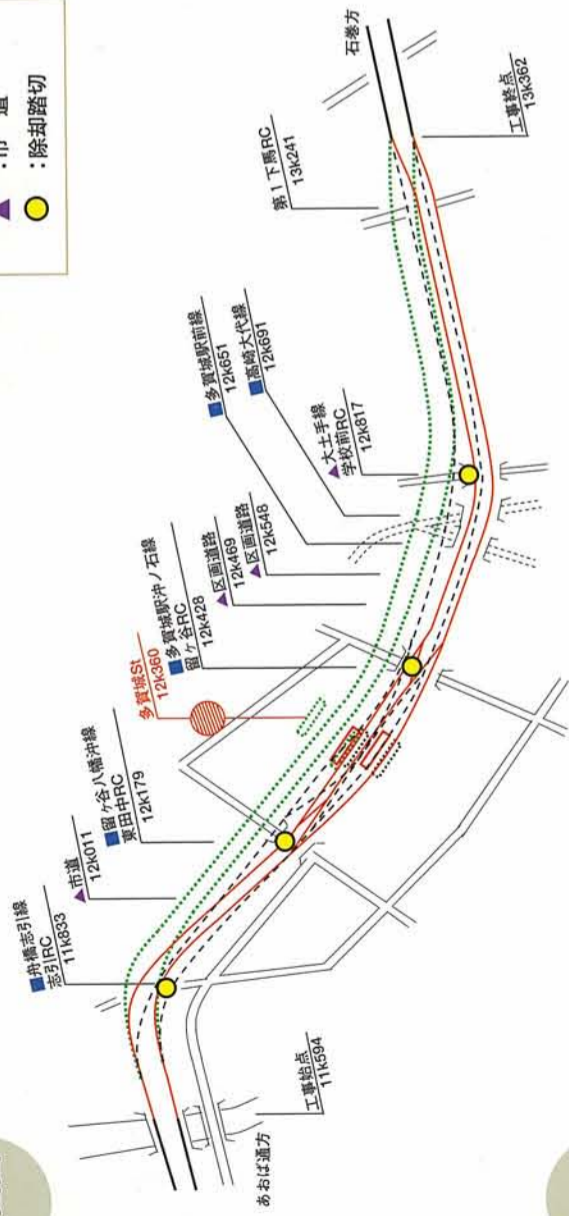 ▲：市　道
：除却踏切
あおば通方
工事始点
11k594
■舟橋志引線
志引RC
11k833
▲市道
12k011
■留ヶ谷八幡沖線
東田中RC
12k179
多賀城St
12k360
■多賀城駅沖ノ石線
留ヶ谷RC
12k428
▲区画道路
12k469
▲区画道路
12k548
■多賀城駅前線
12k651
■高崎大代線
12k691
▲大土手線
学校前RC
12k817
第1下馬RC
13k241
工事終点
13k362
石巻方